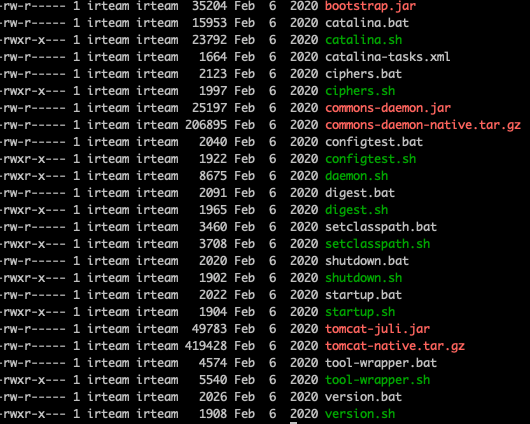 -rw-r----- 1 irteam irteam  35204 Feb  6  2020 bootstrap.jar
-rw-r----- 1 irteam irteam  15953 Feb  6  2020 catalina.bat
-rwxr-x--- 1 irteam irteam  23792 Feb  6  2020 catalina.sh
-rw-r----- 1 irteam irteam   1664 Feb  6  2020 catalina-tasks.xml
-rw-r----- 1 irteam irteam   2123 Feb  6  2020 ciphers.bat
-rwxr-x--- 1 irteam irteam   1997 Feb  6  2020 ciphers.sh
-rw-r----- 1 irteam irteam  25197 Feb  6  2020 commons-daemon.jar
-rw-r----- 1 irteam irteam 206895 Feb  6  2020 commons-daemon-native.tar.gz
-rw-r----- 1 irteam irteam   2040 Feb  6  2020 configtest.bat
-rwxr-x--- 1 irteam irteam   1922 Feb  6  2020 configtest.sh
-rwxr-x--- 1 irteam irteam   8675 Feb  6  2020 daemon.sh
-rw-r----- 1 irteam irteam   2091 Feb  6  2020 digest.bat
-rwxr-x--- 1 irteam irteam   1965 Feb  6  2020 digest.sh
-rw-r----- 1 irteam irteam   3460 Feb  6  2020 setclasspath.bat
-rwxr-x--- 1 irteam irteam   3708 Feb  6  2020 setclasspath.sh
-rw-r----- 1 irteam irteam   2020 Feb  6  2020 shutdown.bat
-rwxr-x--- 1 irteam irteam   1902 Feb  6  2020 shutdown.sh
-rw-r----- 1 irteam irteam   2022 Feb  6  2020 startup.bat
-rwxr-x--- 1 irteam irteam   1904 Feb  6  2020 startup.sh
-rw-r----- 1 irteam irteam  49783 Feb  6  2020 tomcat-juli.jar
-rw-r----- 1 irteam irteam 419428 Feb  6  2020 tomcat-native.tar.gz
-rw-r----- 1 irteam irteam   4574 Feb  6  2020 tool-wrapper.bat
-rwxr-x--- 1 irteam irteam   5540 Feb  6  2020 tool-wrapper.sh
-rw-r----- 1 irteam irteam   2026 Feb  6  2020 version.bat
-rwxr-x--- 1 irteam irteam   1908 Feb  6  2020 version.sh